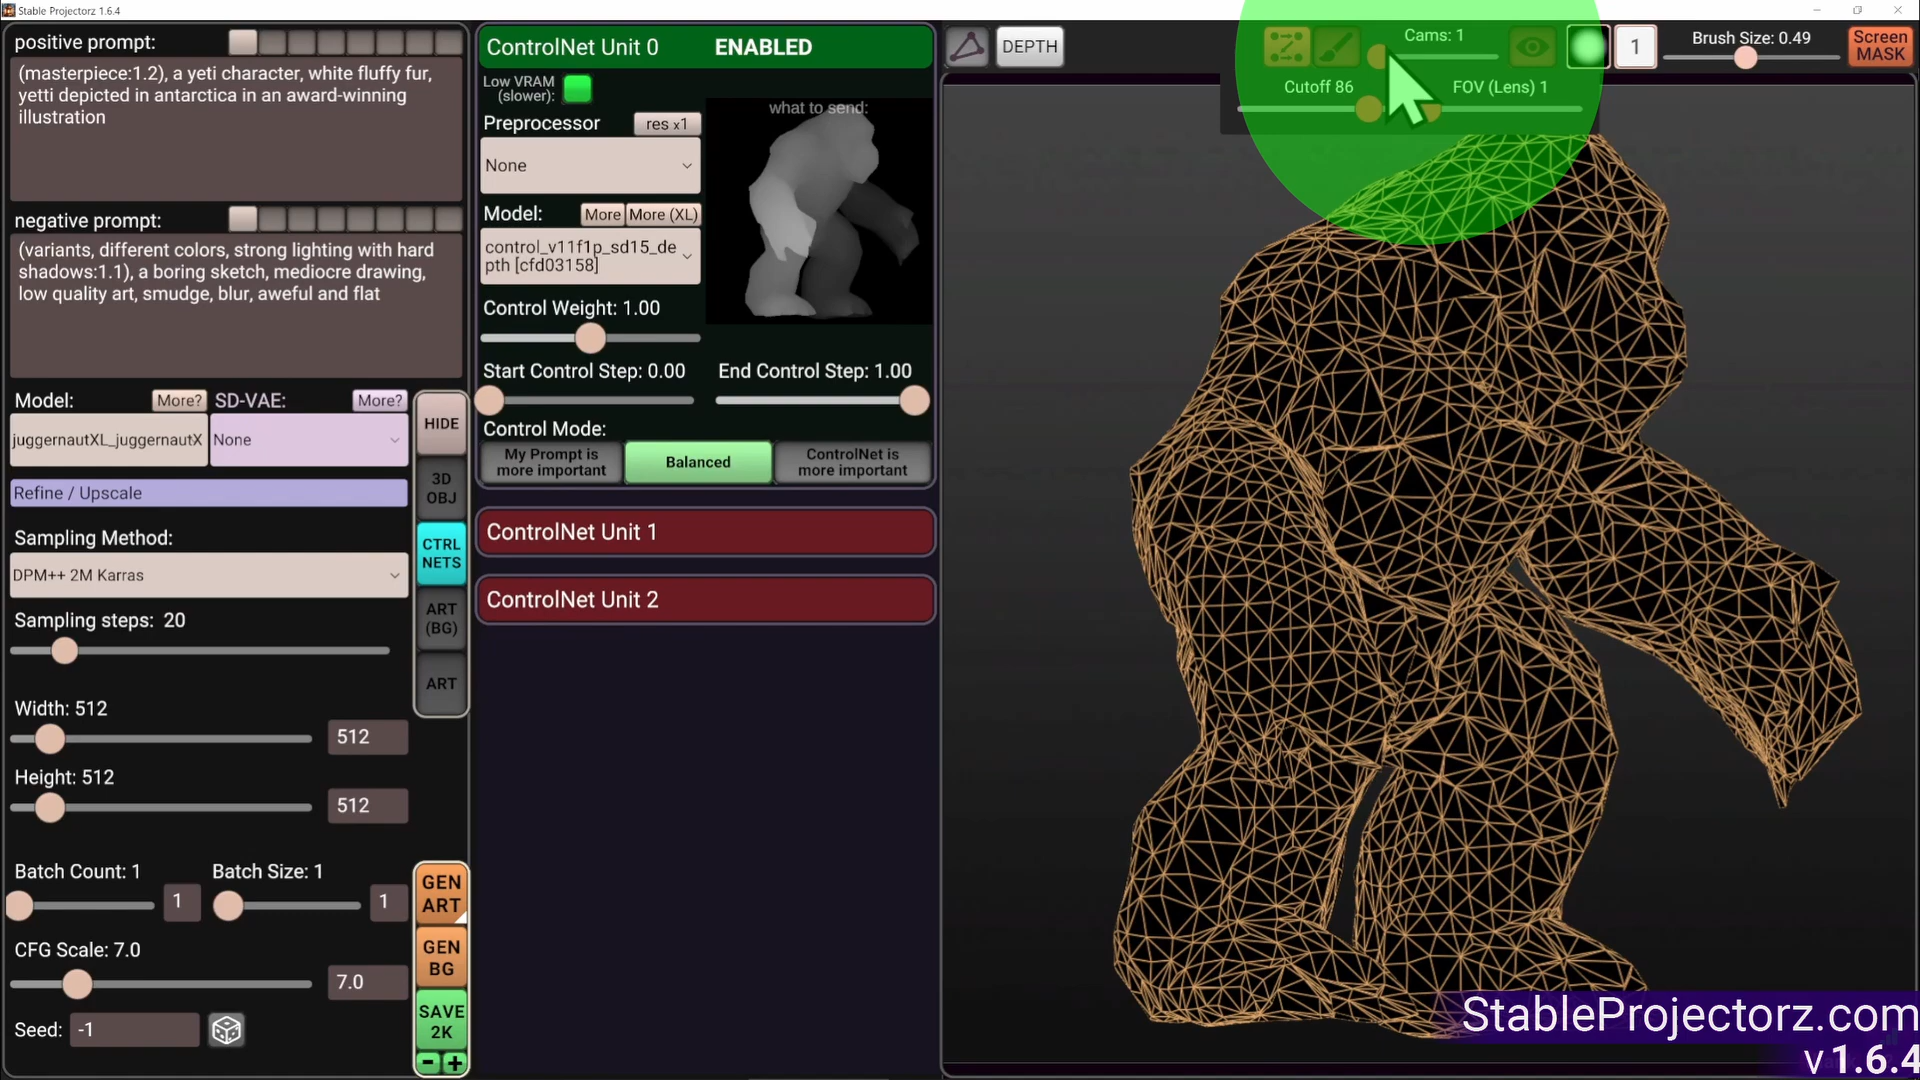 Stable Projectorz 1.6.4
positive prompt:
(masterpiece:1.2), a yeti character, white fluffy fur,
yetti depicted in antarctica in an award-winning
illustration
negative prompt:
(variants, different colors, strong lighting with hard
shadows:1.1), a boring sketch, mediocre drawing,
low quality art, smudge, blur, aweful and flat
Model:
More?
SD-VAE:
More?
juggernautXL_juggernautX
None
Refine / Upscale
Sampling Method:
DPM++ 2M Karras
Sampling steps: 20
Width: 512
512
Height: 512
512
Batch Count: 1
1
Batch Size: 1
1
CFG Scale: 7.0
7.0
Seed:
-1
HIDE
3D
OBJ
CTRL
NETS
ART
(BG)
ART
GEN
ART
GEN
BG
SAVE
2K
- +
ControlNet Unit 0
ENABLED
Low VRAM
(slower):
Preprocessor
res x1
None
Model:
More
More (XL)
control_v11f1p_sd15_de
pth [cfd03158]
what to send:
Control Weight: 1.00
Start Control Step: 0.00
End Control Step: 1.00
Control Mode:
My Prompt is
more important
Balanced
ControlNet is
more important
ControlNet Unit 1
ControlNet Unit 2
DEPTH
Cams: 1
1
Brush Size: 0.49
Screen
MASK
Cutoff 86
FOV (Lens) 1
StableProjectorz.com
v1.6.4